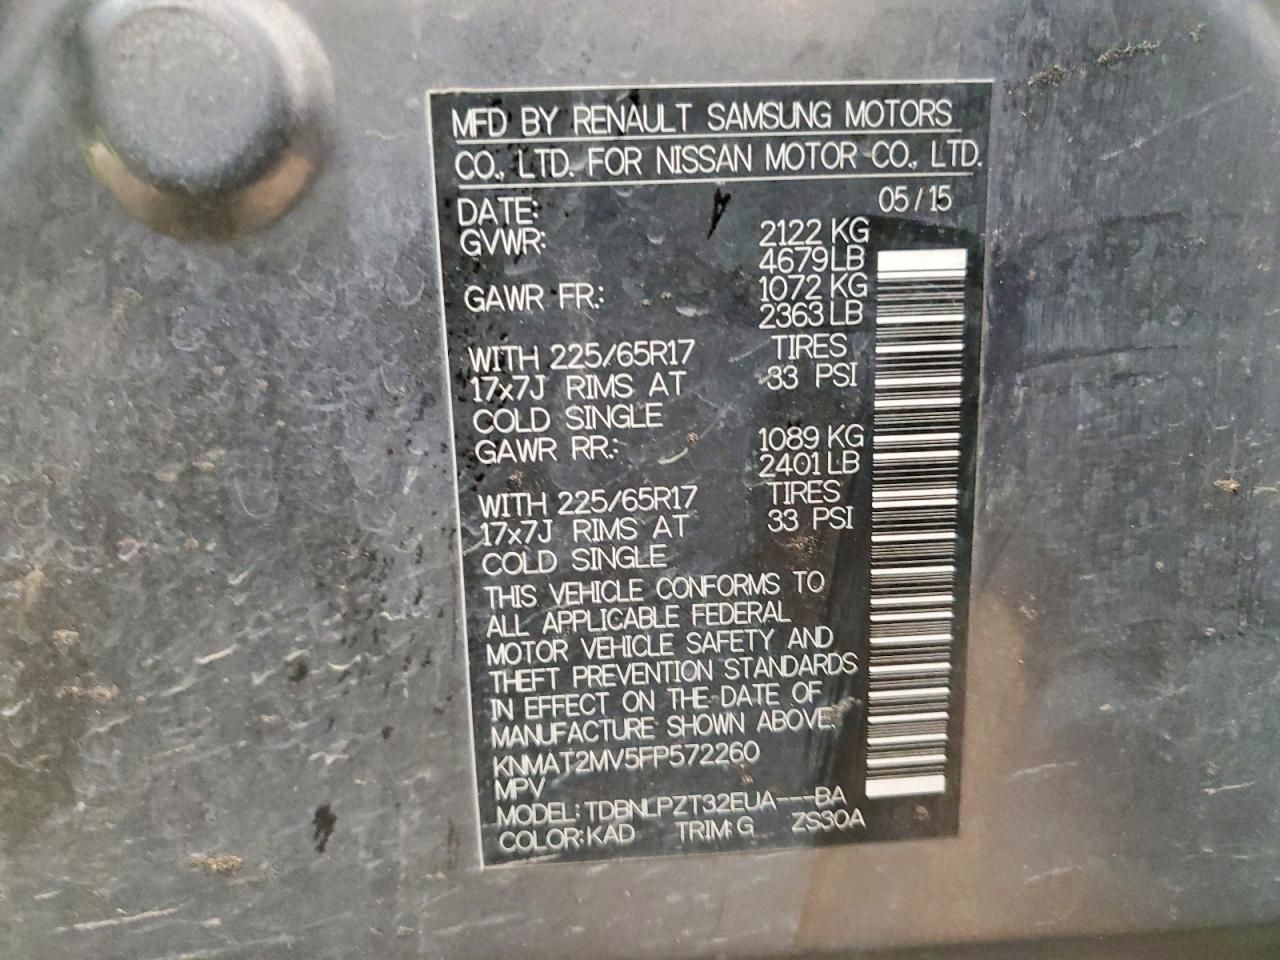 MFD BY RENAULT SAMSUNG MOTORS
CO., LTD. FOR NISSAN MOTOR CO., LTD.
DATE: 05/15
GVWR: 2122 KG
4679 LB
GAWR FR.: 1072 KG
2363 LB
WITH 225/65R17 TIRES
17x7J RIMS AT 33 PSI
COLD SINGLE
GAWR RR.: 1089 KG
2401 LB
WITH 225/65R17 TIRES
17x7J RIMS AT 33 PSI
COLD SINGLE
THIS VEHICLE CONFORMS TO
ALL APPLICABLE FEDERAL
MOTOR VEHICLE SAFETY AND
THEFT PREVENTION STANDARDS
IN EFFECT ON THE DATE OF
MANUFACTURE SHOWN ABOVE.
KNMAT2MV5FP572260
MPV
MODEL: TDBNLPZT32EUA---BA
COLOR: KAD TRIM: G ZS30A